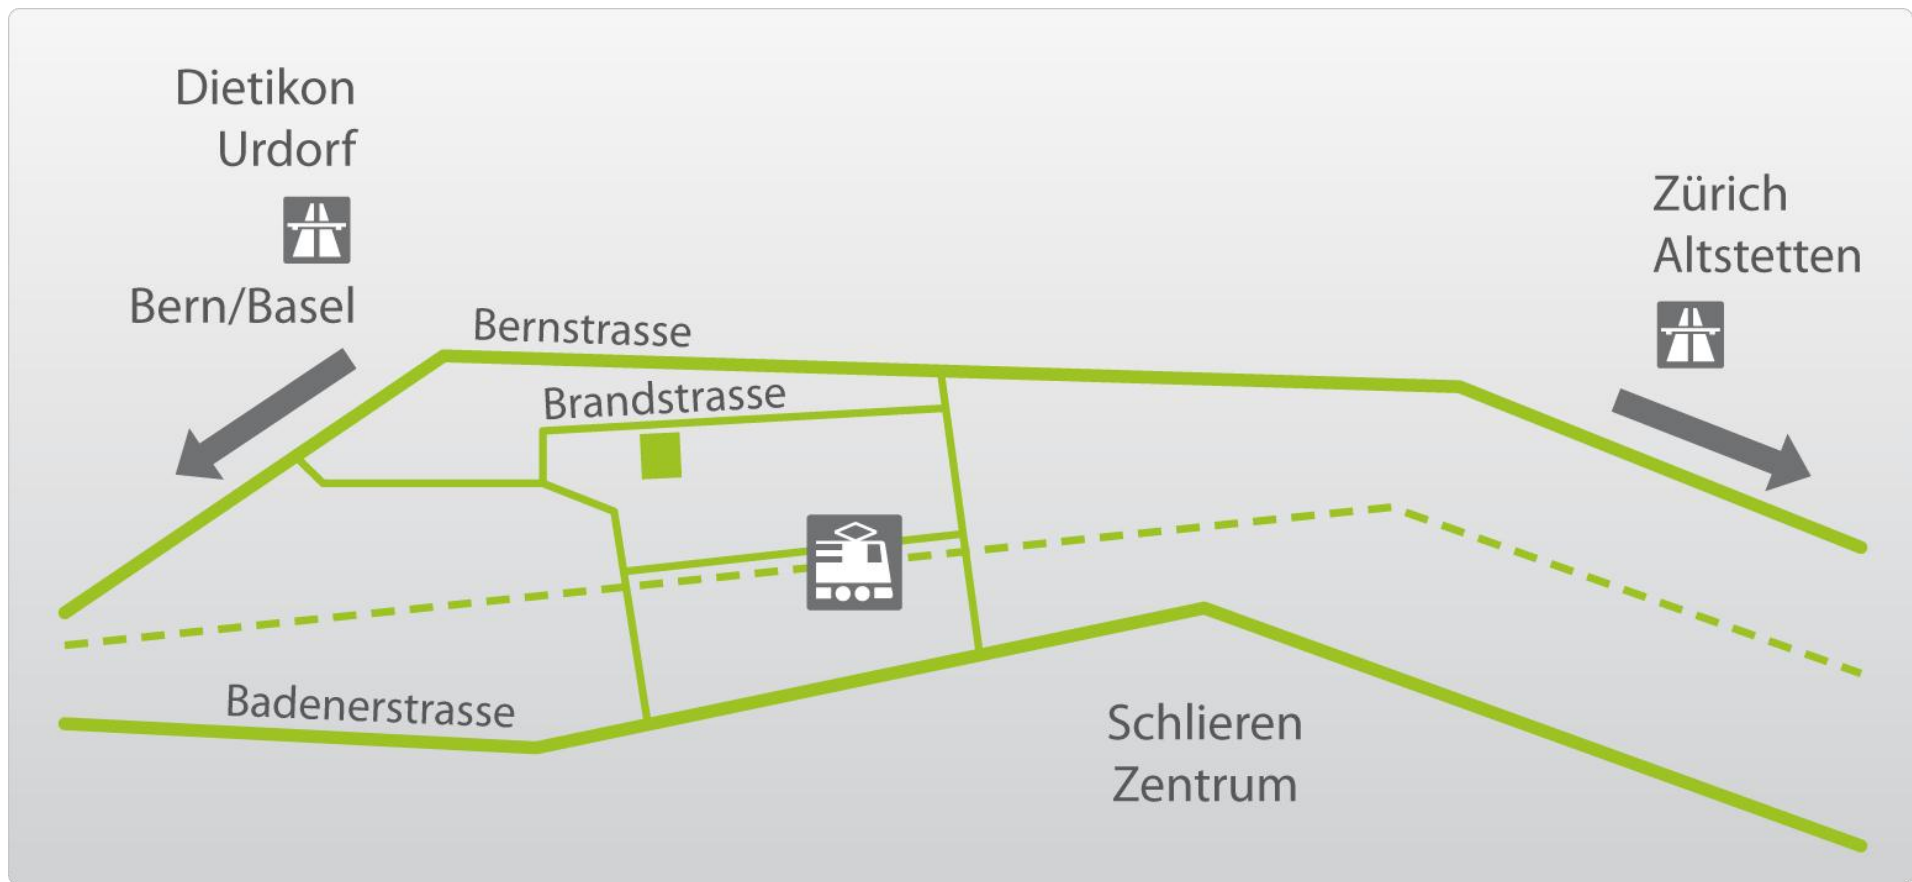 Dietikon
Urdorf
Bern/Basel
Zürich
Altstetten
Bernstrasse
Brandstrasse
Badenerstrasse
Schlieren
Zentrum